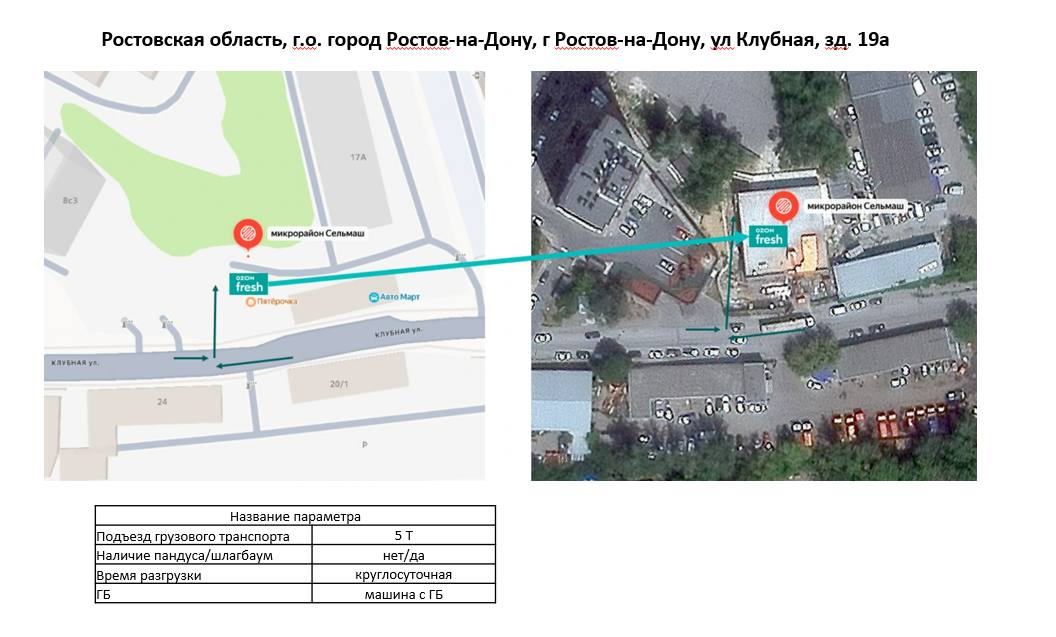 Ростовская область, г.о. город Ростов-на-Дону, г Ростов-на-Дону, ул Клубная, зд. 19а
17А
8с3
микрорайон Сельмаш
ozon
fresh
Пятёрочка
Авто Март
КЛУБНАЯ ул.
КЛУБНАЯ ул.
24
20/1
P
микрорайон Сельмаш
ozon
fresh
Название параметра
Подъезд грузового транспорта 5 Т
Наличие пандуса/шлагбаум нет/да
Время разгрузки круглосуточная
ГБ машина с ГБ